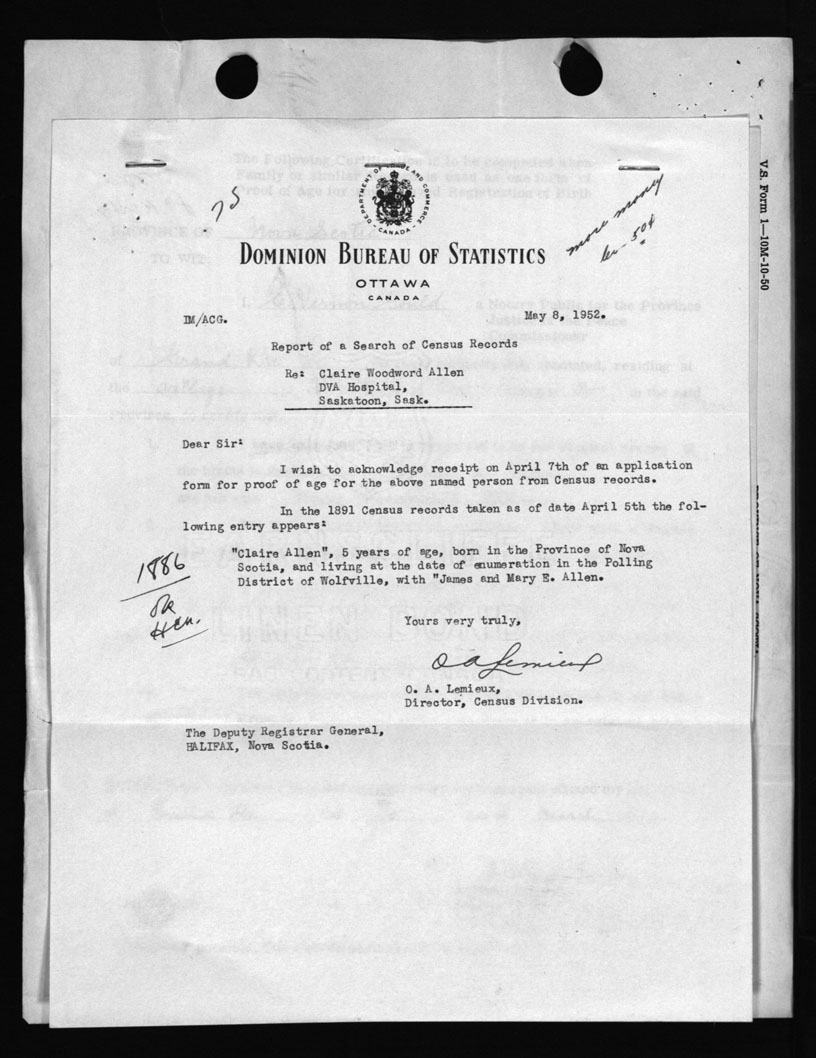 V.S. Form 1—10M-10-50
75
DEPARTMENT OF TRADE AND COMMERCE
CANADA
more money
50¢
DOMINION BUREAU OF STATISTICS
OTTAWA
CANADA
IM/ACG.
May 8, 1952.
Report of a Search of Census Records
Re: Claire Woodword Allen
DVA Hospital,
Saskatoon, Sask.
Dear Sir:
I wish to acknowledge receipt on April 7th of an application
form for proof of age for the above named person from Census records.
In the 1891 Census records taken as of date April 5th the fol-
lowing entry appears:
"Claire Allen", 5 years of age, born in the Province of Nova
Scotia, and living at the date of enumeration in the Polling
District of Wolfville, with "James and Mary E. Allen.
1886
OK
Yours very truly,
O A Lemieux
O. A. Lemieux,
Director, Census Division.
The Deputy Registrar General,
HALIFAX, Nova Scotia.